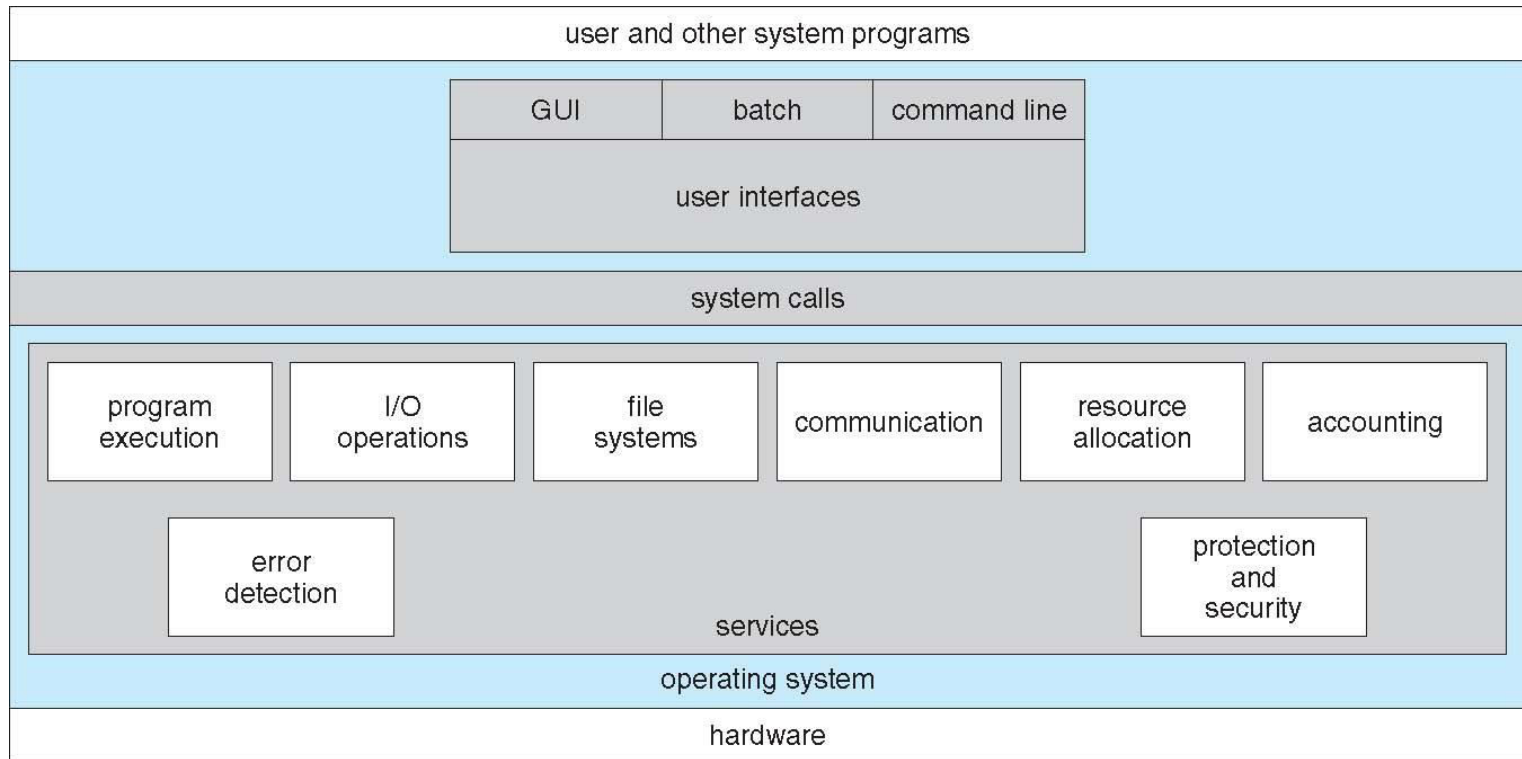 user and other system programs
GUI
batch
command line
user interfaces
system calls
program
execution
I/O
operations
file
systems
communication
resource
allocation
accounting
error
detection
protection
and
security
services
operating system
hardware